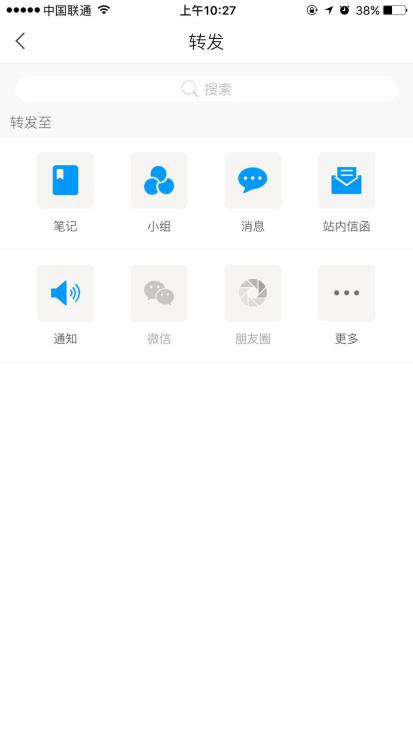 中国联通 上午10:27 38%
转发
搜索
转发至
笔记 小组 消息 站内信函
通知 微信 朋友圈 更多